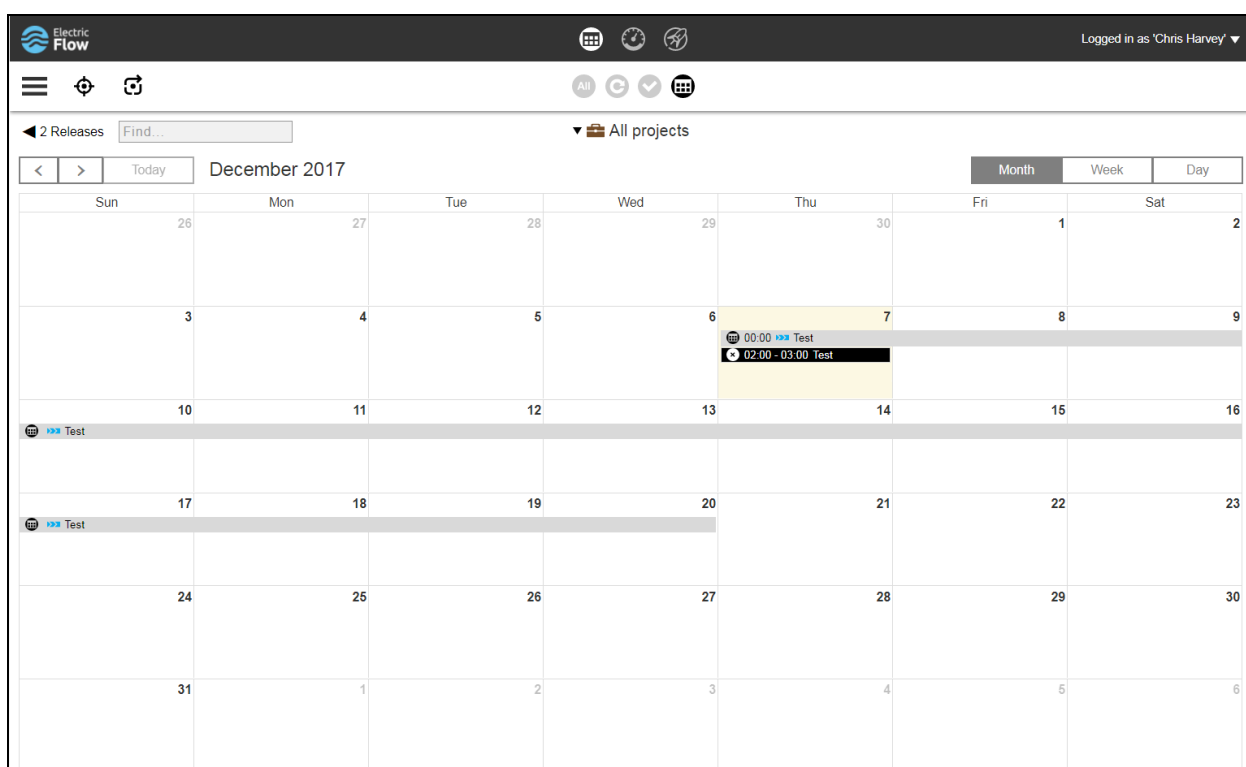 Electric
Flow
Logged in as 'Chris Harvey'
All
2 Releases Find... All projects
< > Today December 2017 Month Week Day
Sun Mon Tue Wed Thu Fri Sat
26 27 28 29 30 1 2
3 4 5 6 7 8 9
00:00 Test
02:00 - 03:00 Test
10 11 12 13 14 15 16
Test
17 18 19 20 21 22 23
Test
24 25 26 27 28 29 30
31 1 2 3 4 5 6